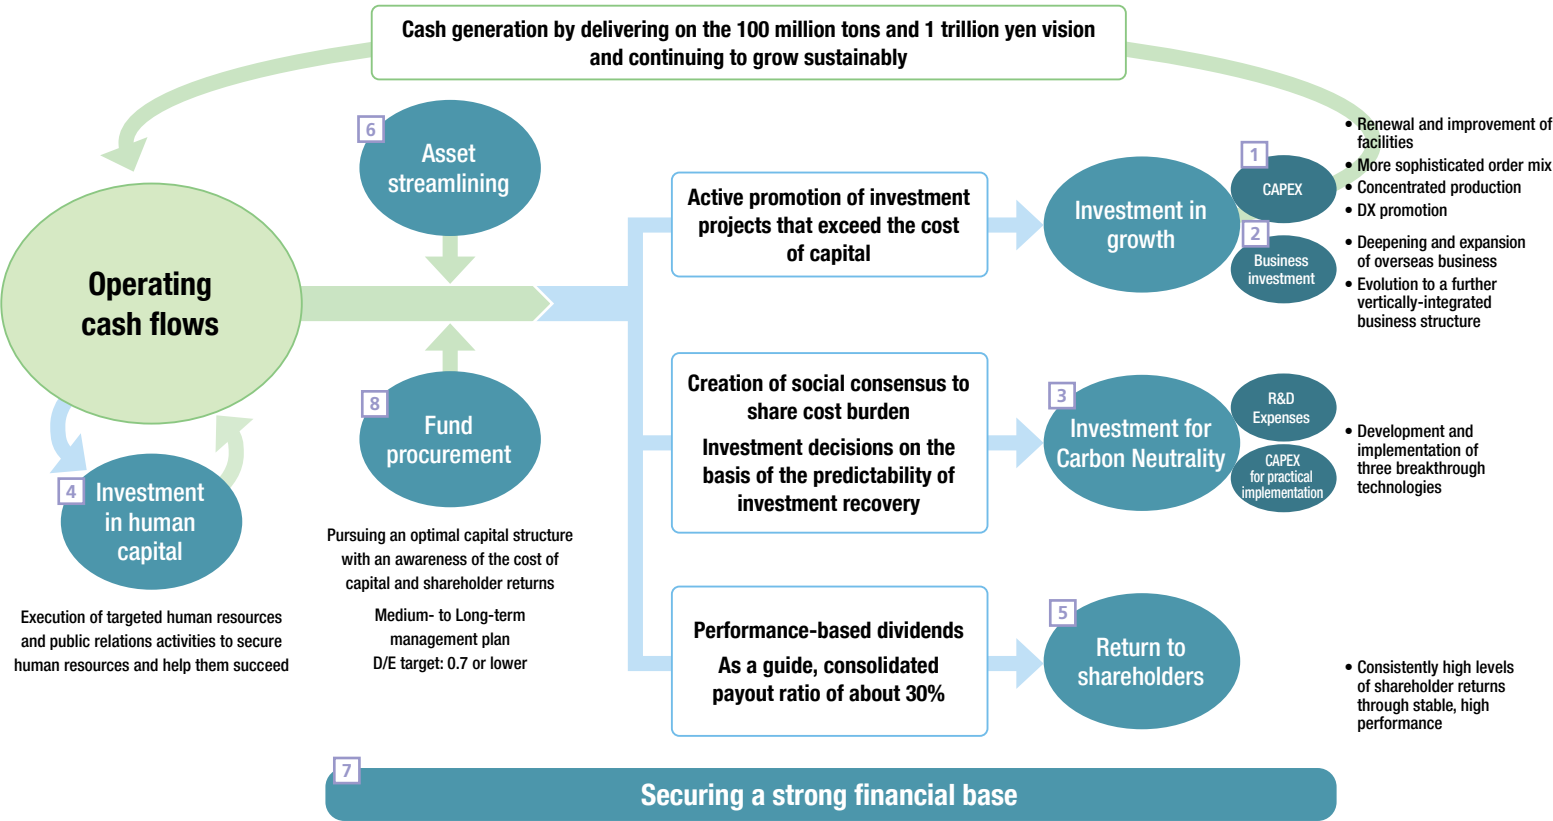 Cash generation by delivering on the 100 million tons and 1 trillion yen vision
and continuing to grow sustainably
Operating
cash flows
4
Investment
in human
capital
Execution of targeted human resources
and public relations activities to secure
human resources and help them succeed
6
Asset
streamlining
8
Fund
procurement
Pursuing an optimal capital structure
with an awareness of the cost of
capital and shareholder returns
Medium- to Long-term
management plan
D/E target: 0.7 or lower
Active promotion of investment
projects that exceed the cost
of capital
Investment in
growth
1
CAPEX
• Renewal and improvement of
facilities
• More sophisticated order mix
• Concentrated production
• DX promotion
2
Business
investment
• Deepening and expansion
of overseas business
• Evolution to a further
vertically-integrated
business structure
Creation of social consensus to
share cost burden
Investment decisions on the
basis of the predictability of
investment recovery
3
Investment for
Carbon Neutrality
R&D
Expenses
CAPEX
for practical
implementation
• Development and
implementation of
three breakthrough
technologies
Performance-based dividends
As a guide, consolidated
payout ratio of about 30%
5
Return to
shareholders
• Consistently high levels
of shareholder returns
through stable, high
performance
7
Securing a strong financial base